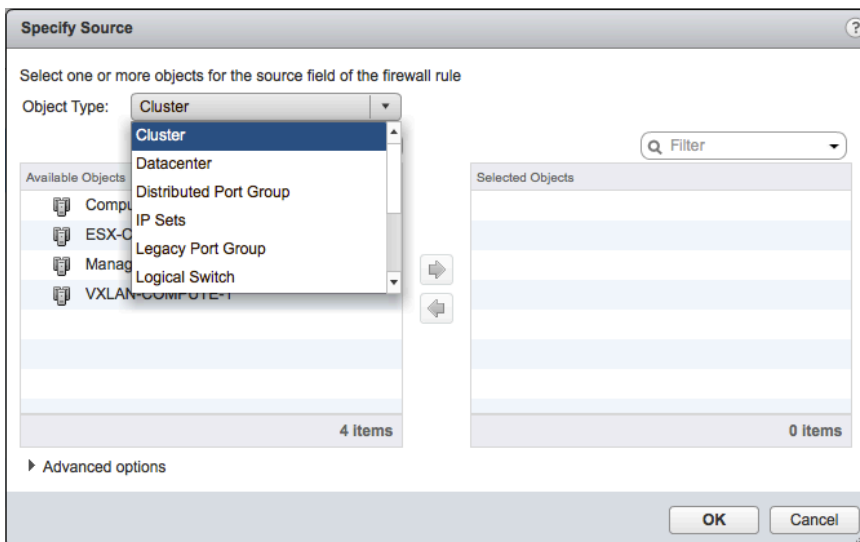 Specify Source
?
Select one or more objects for the source field of the firewall rule
Object Type: Cluster
Cluster
Datacenter
Distributed Port Group
IP Sets
Legacy Port Group
Logical Switch
Filter
Available Objects
Selected Objects
Compu
ESX-C
Manag
VXLAN-COMPUTE-1
4 items
0 items
Advanced options
OK
Cancel